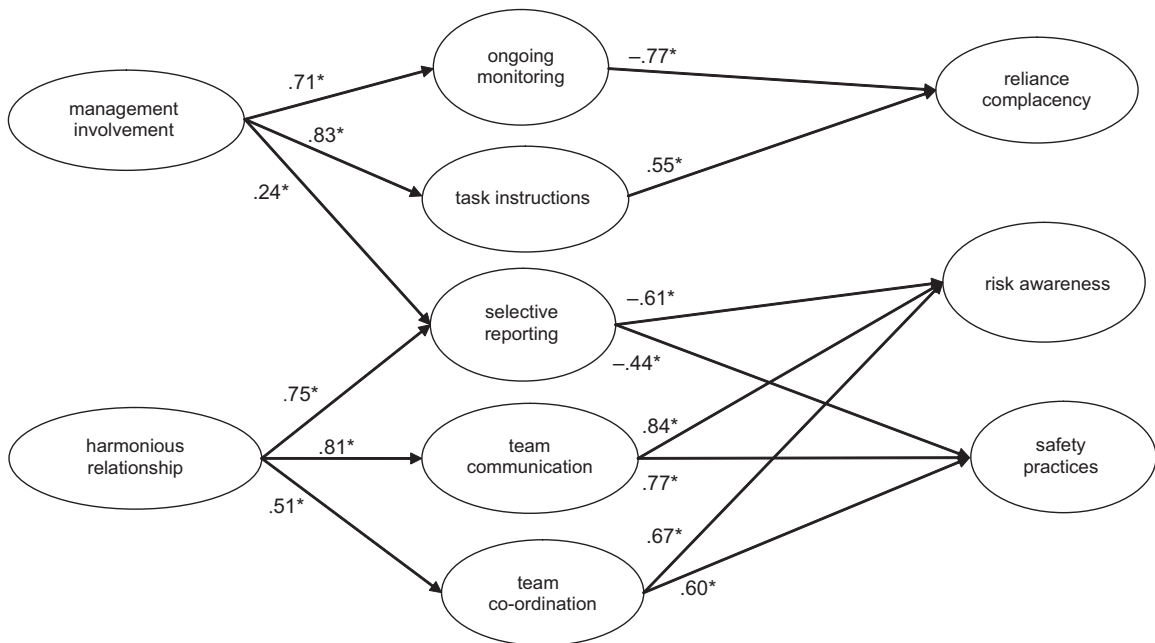 ongoing
monitoring
–.77*
reliance
complacency
.71*
management
involvement
.83*
task instructions
.55*
.24*
selective
reporting
–.61*
risk awareness
–.44*
.75*
harmonious
relationship
.81*
team
communication
.84*
.77*
safety
practices
.51*
.67*
team
co-ordination
.60*